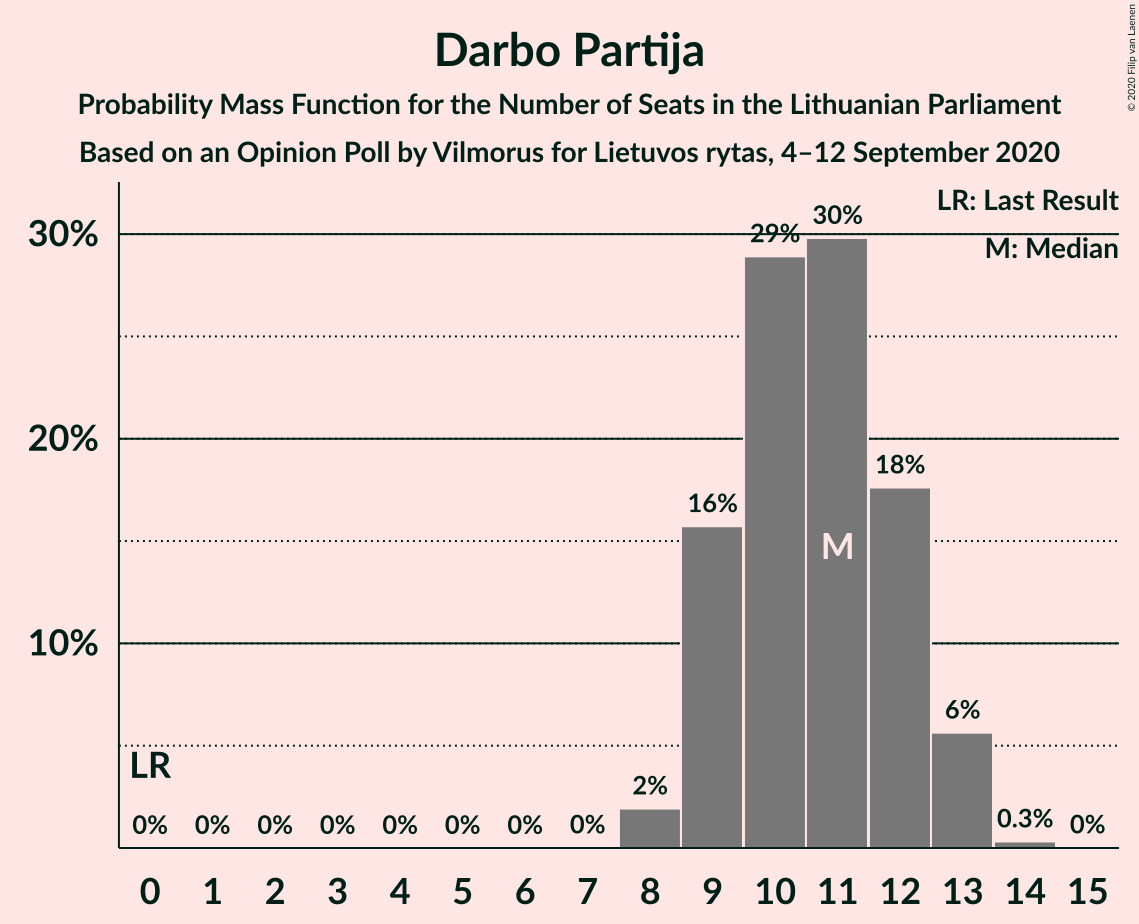 Darbo Partija
Probability Mass Function for the Number of Seats in the Lithuanian Parliament
Based on an Opinion Poll by Vilmorus for Lietuvos rytas, 4–12 September 2020
© 2020 Filip van Laenen
LR: Last Result
M: Median
30%
20%
10%
LR
0% 0% 0% 0% 0% 0% 0% 0% 2% 16% 29% 30% 18% 6% 0.3% 0%
M
0 1 2 3 4 5 6 7 8 9 10 11 12 13 14 15